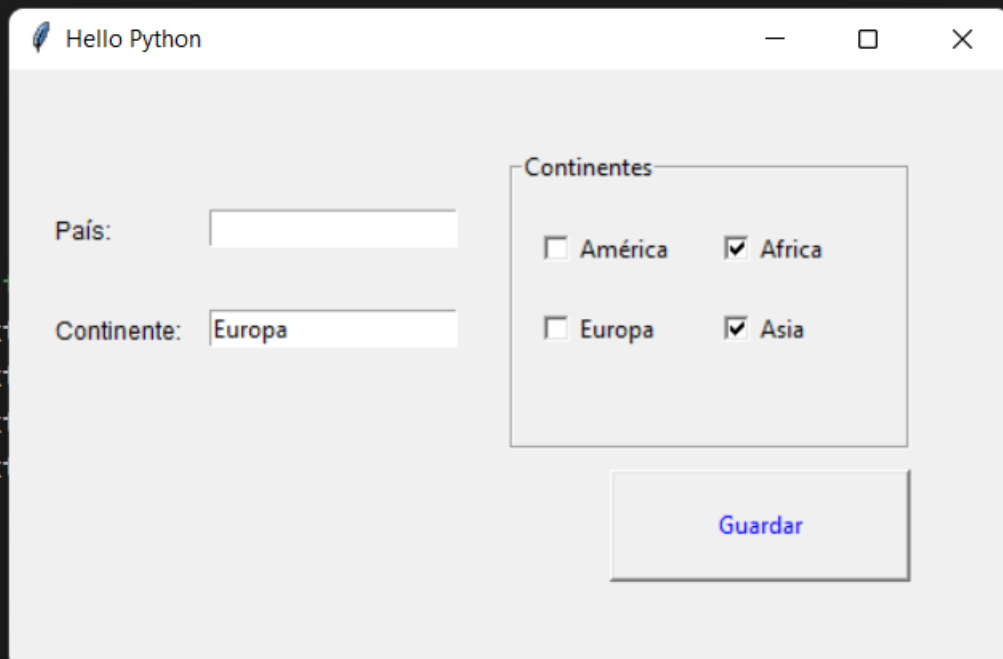 Hello Python
Continentes
País:
América
Africa
Continente:
Europa
Europa
Asia
Guardar